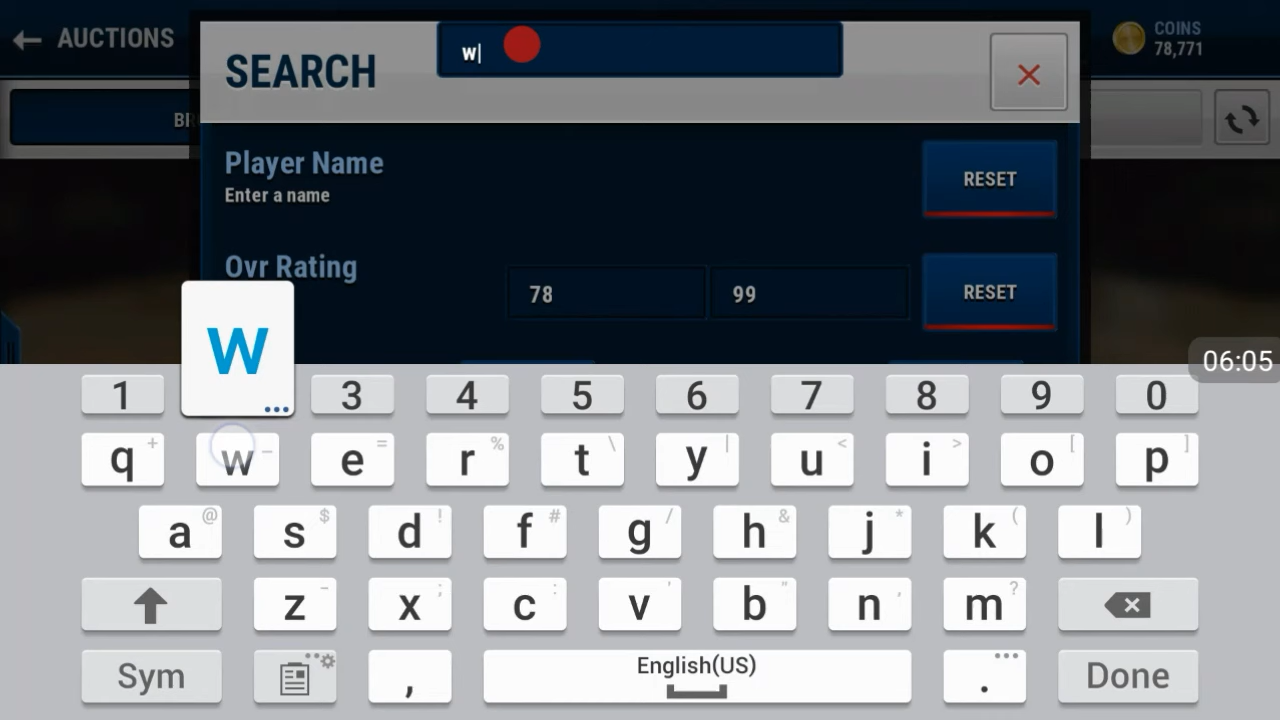 AUCTIONS
SEARCH
w
COINS
78,771
BR
Player Name
Enter a name
RESET
Ovr Rating
78
99
RESET
W
...
06:05
1 3 4 5 6 7 8 9 0
q + w - e = r % t \ y | u < i > o [ p ]
a @ s $ d ! f # g / h & j * k ( l )
z - x ; c : v ' b " n , m ?
Sym , English(US) . ... Done